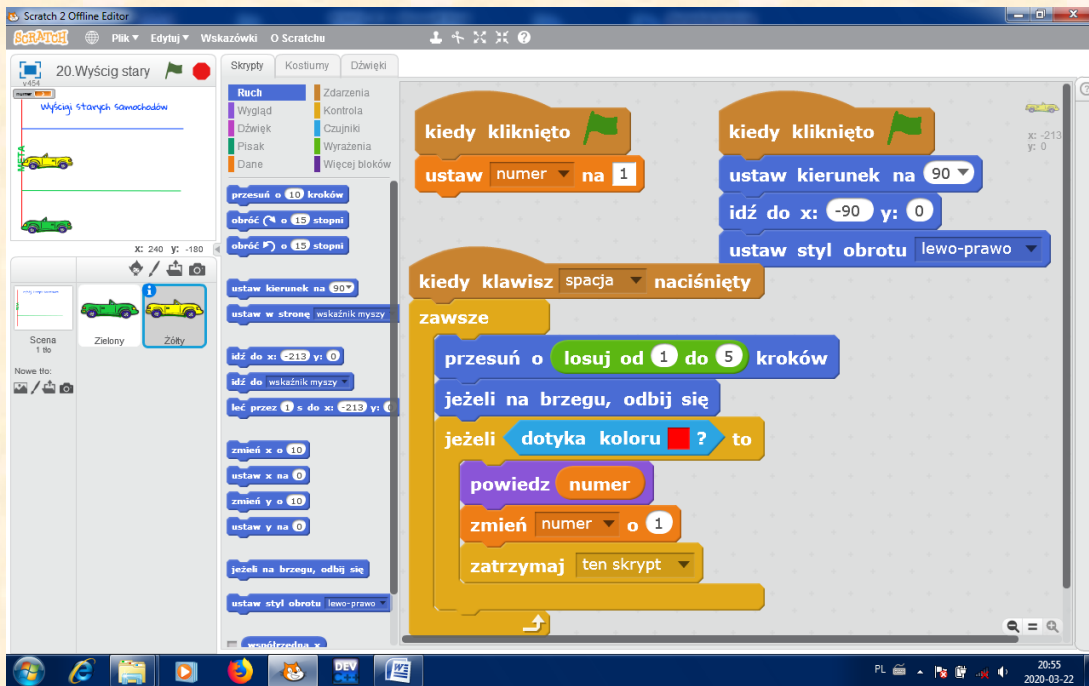 Scratch 2 Offline Editor
SCRATCH Plik Edytuj Wskazówki O Scratchu
20.Wyścig stary
v454
numer
Wyścigi starych samochodów
META
X: 240 Y: -180
Scena
1 tło
Zielony
Żółty
Nowe tło:
Skrypty Kostiumy Dźwięki
Ruch Zdarzenia
Wygląd Kontrola
Dźwięk Czujniki
Pisak Wyrażenia
Dane Więcej bloków
przesuń o 10 kroków
obróć o 15 stopni
obróć o 15 stopni
ustaw kierunek na 90
ustaw w stronę wskaźnik myszy
idź do x: -213 y: 0
idź do wskaźnik myszy
leć przez 1 s do x: -213 y: 0
zmień x o 10
ustaw x na 0
zmień y o 10
ustaw y na 0
jeżeli na brzegu, odbij się
ustaw styl obrotu lewo-prawo
współrzędna x
kiedy kliknięto
ustaw numer na 1
kiedy kliknięto
ustaw kierunek na 90
idź do x: -90 y: 0
ustaw styl obrotu lewo-prawo
kiedy klawisz spacja naciśnięty
zawsze
przesuń o losuj od 1 do 5 kroków
jeżeli na brzegu, odbij się
jeżeli dotyka koloru ? to
powiedz numer
zmień numer o 1
zatrzymaj ten skrypt
x: -213
y: 0
DEV
PL
20:55
2020-03-22